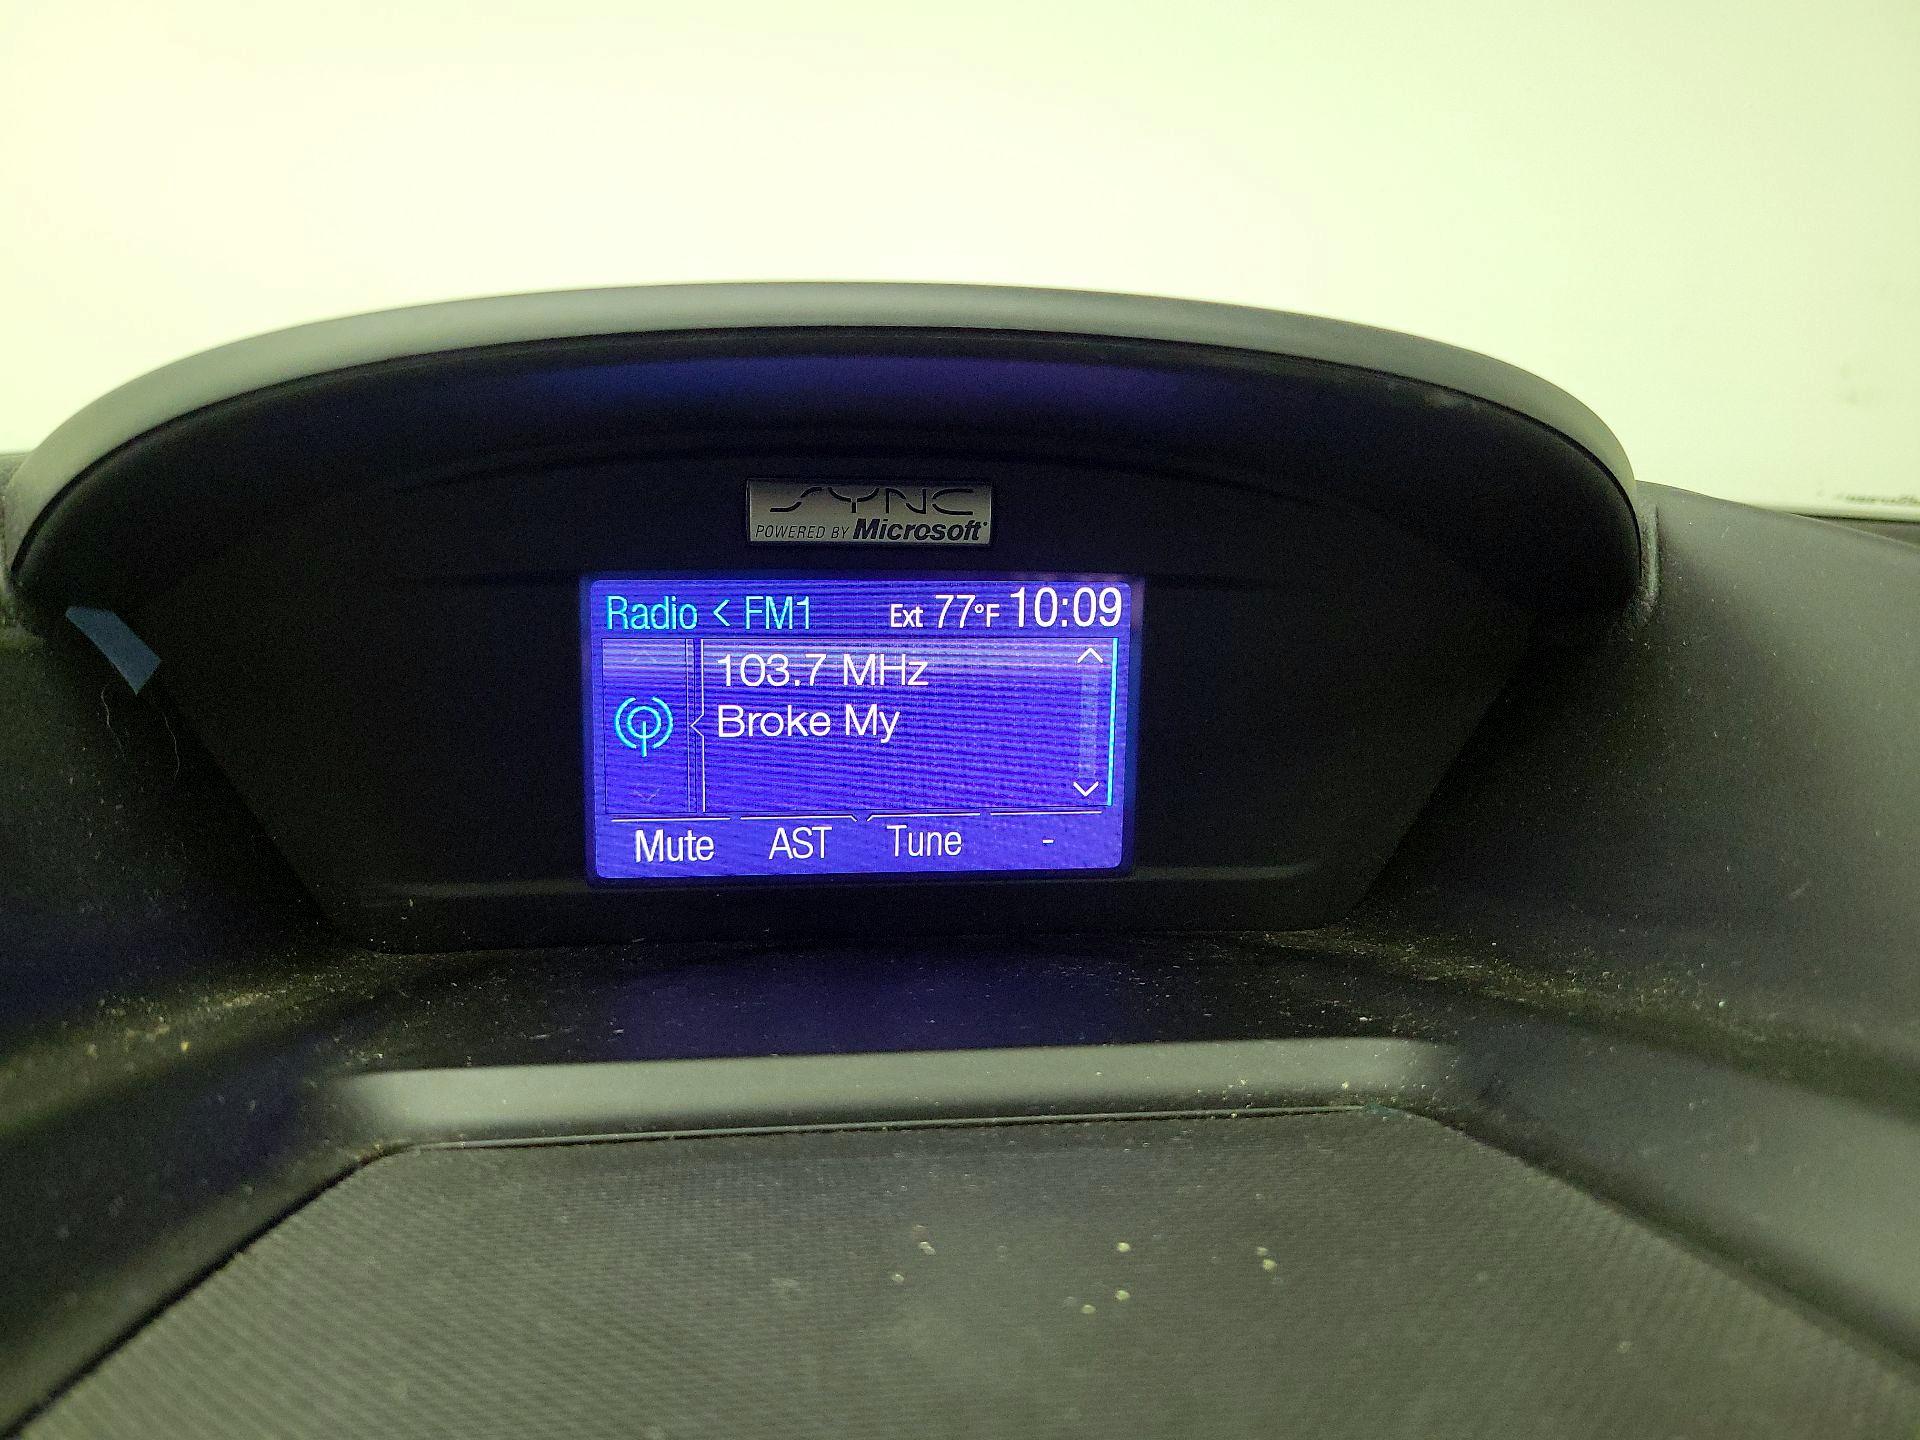 SYNC
POWERED BY Microsoft
Radio < FM1 Ext 77°F 10:09
103.7 MHz
Broke My
Mute AST Tune -